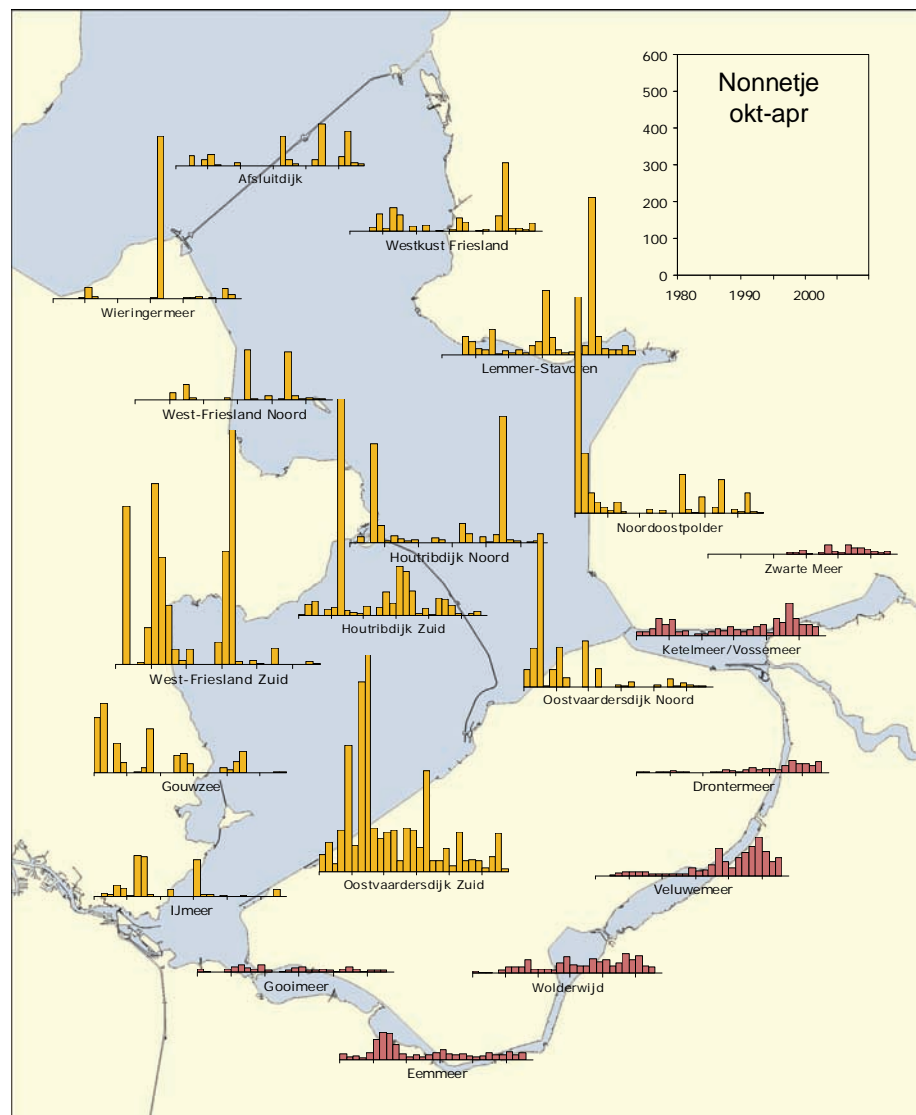 600
Nonnetje
500
okt-apr
400
300
200
100
0
1980 1990 2000
Afsluitdijk
Westkust Friesland
Wieringermeer
Lemmer-Stavoren
West-Friesland Noord
Noordoostpolder
Houtribdijk Noord
Zwarte Meer
Houtribdijk Zuid
Ketelmeer/Vossemeer
West-Friesland Zuid
Oostvaardersdijk Noord
Gouwzee
Drontermeer
Oostvaardersdijk Zuid
Veluwemeer
IJmeer
Gooimeer
Wolderwijd
Eemmeer